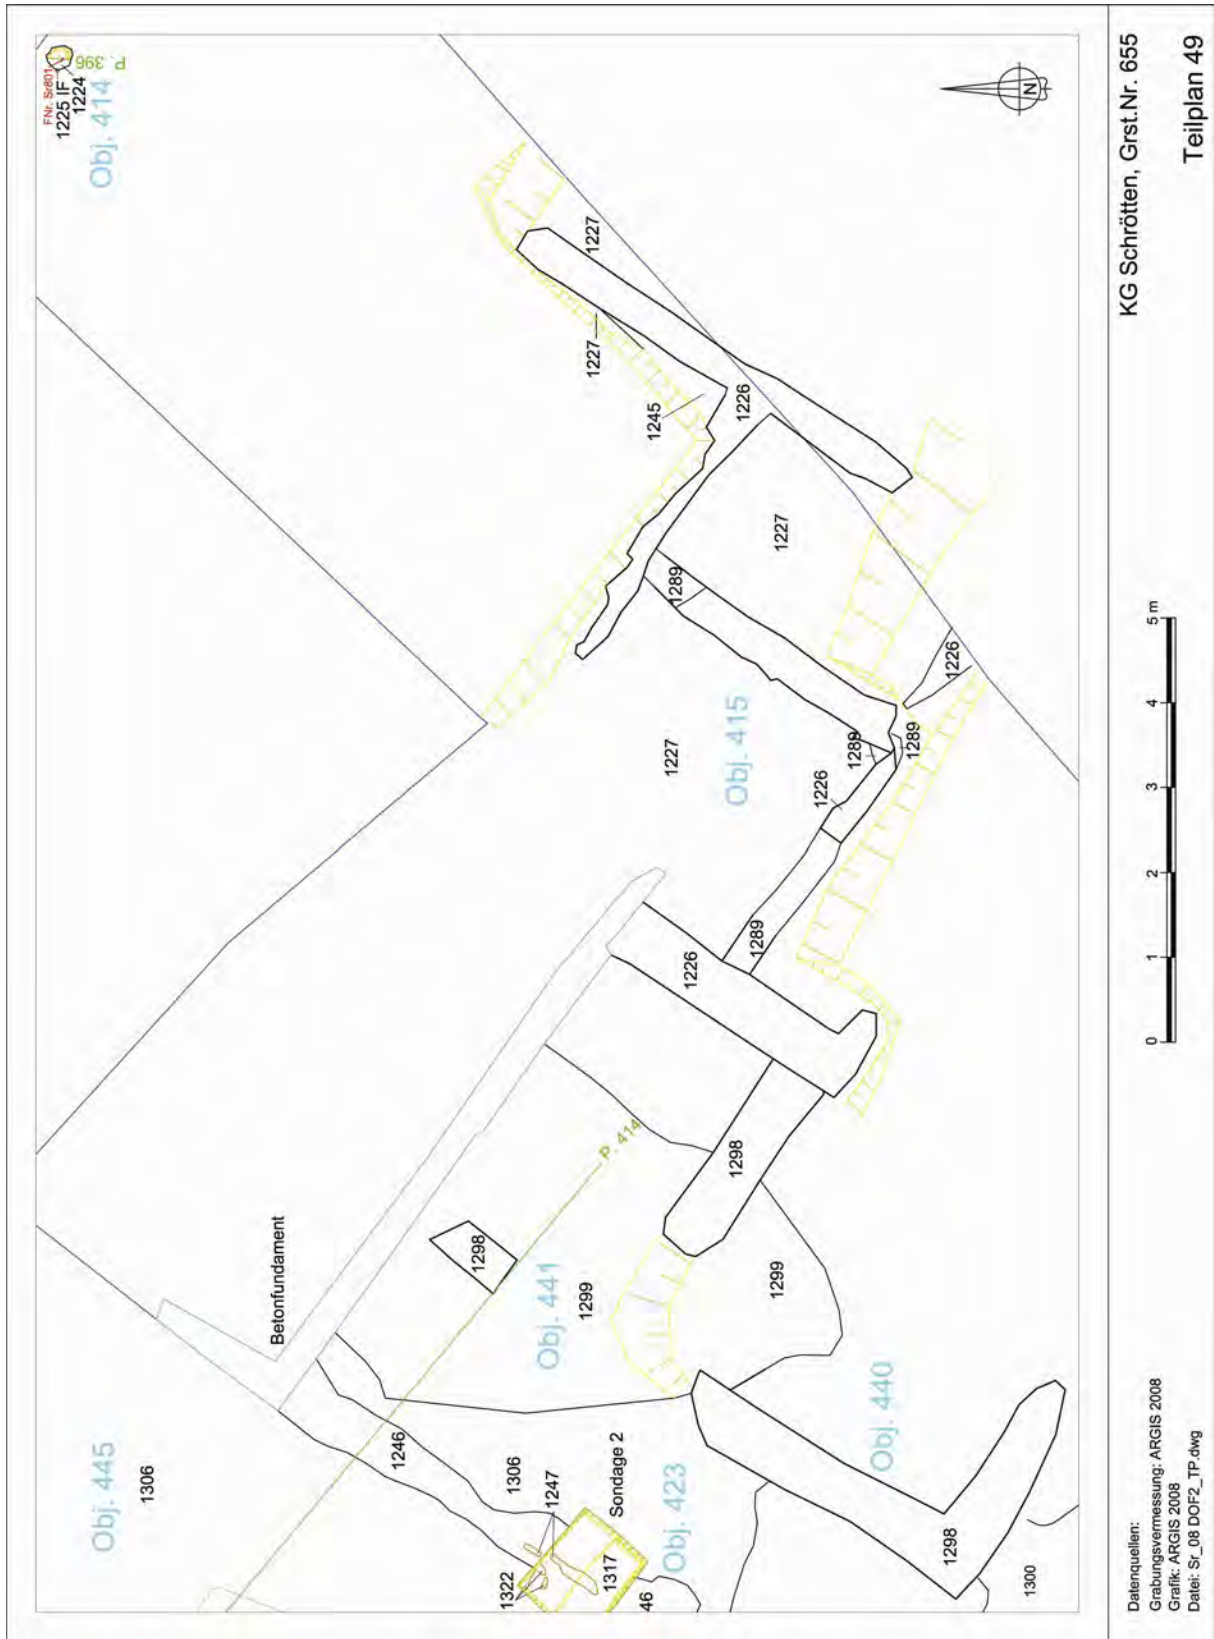 Obj. 445
1306
Betonfundament
1246
1306
1247
1322
1317
46
Sondage 2
Obj. 423
Obj. 441
1299
1298
P. 414
1298
1299
Obj. 440
1298
1300
1226
1289
1226
1289
1289
1226
1227
Obj. 415
1289
1227
1226
1245
1227
1227
FNr. Sr801
1225 IF
1224
P. 396
Obj. 414
N
0 1 2 3 4 5 m
Datenquellen:
Grabungsvermessung: ARGIS 2008
Grafik: ARGIS 2008
Datei: Sr_08 DOF2_TP.dwg
KG Schrötten, Grst.Nr. 655
Teilplan 49